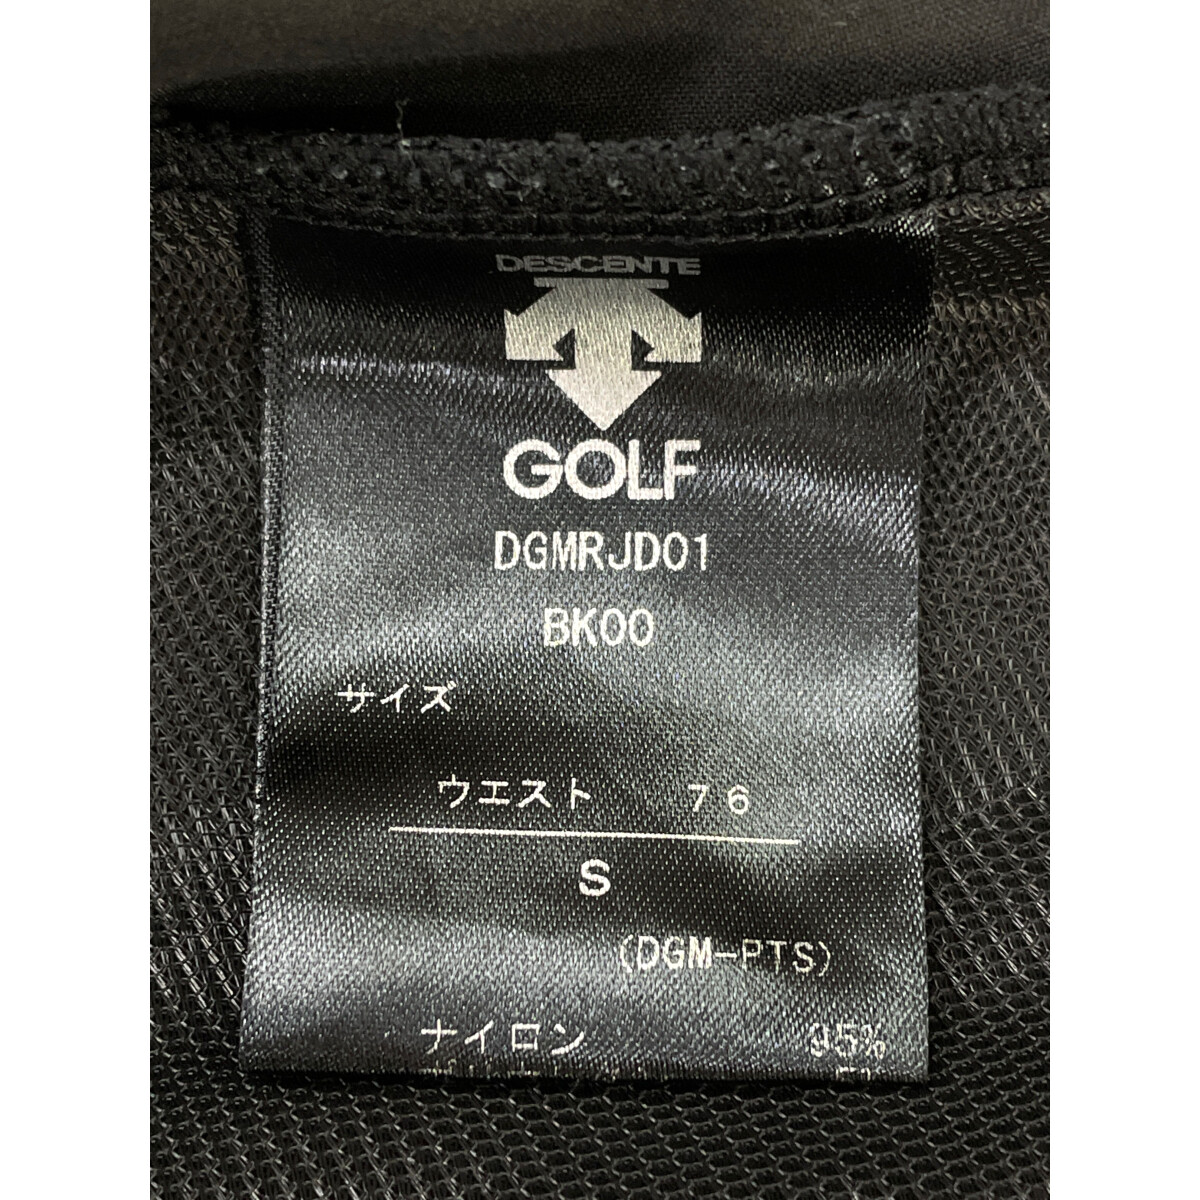 DESCENTE
GOLF
DGMRJD01
BK00
サイズ
ウエスト 76
S
(DGM-PTS)
ナイロン 95%